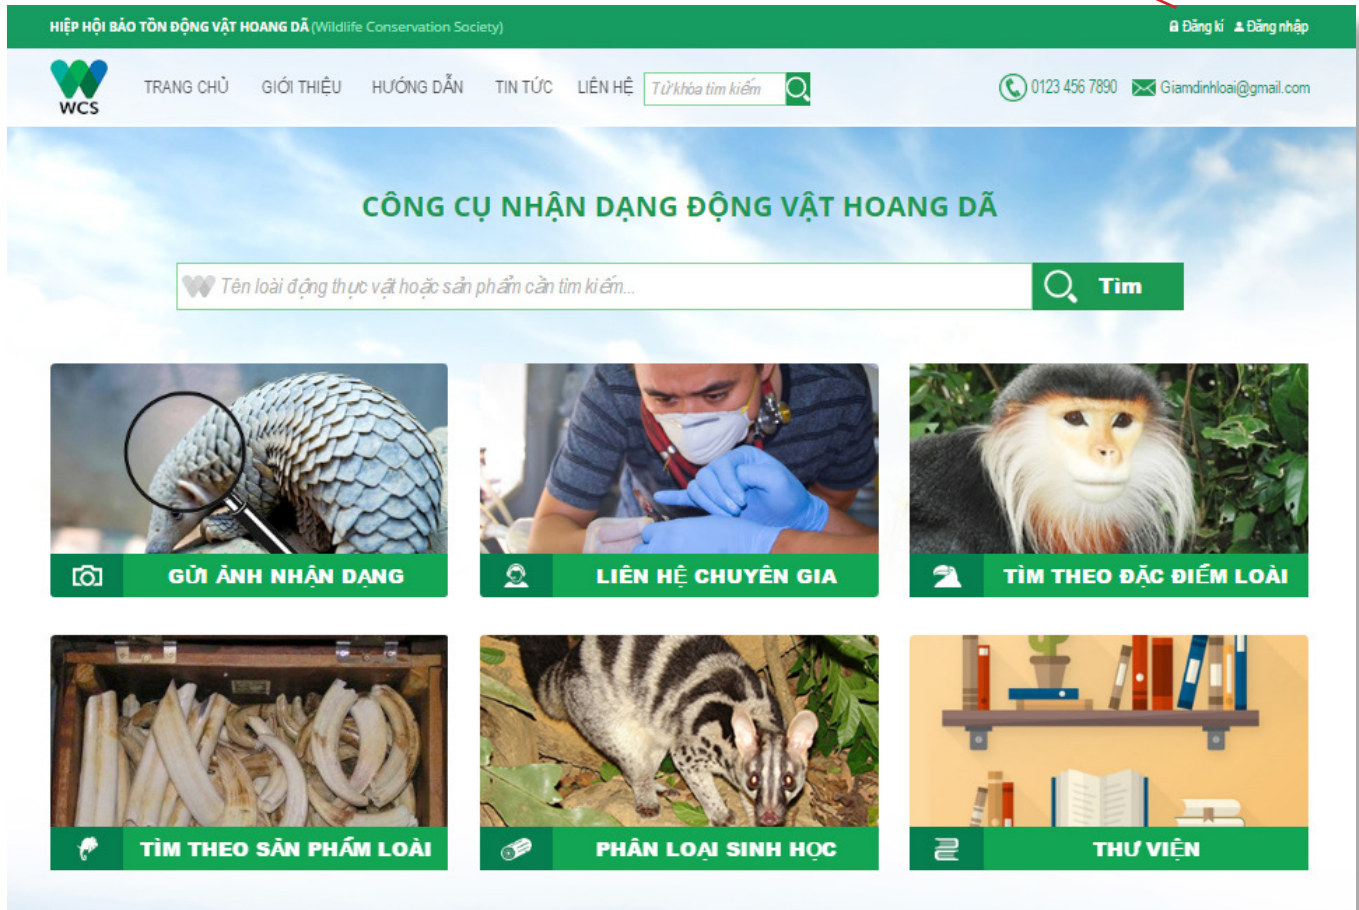 HIỆP HỘI BẢO TỒN ĐỘNG VẬT HOANG DÃ (Wildlife Conservation Society)
Đăng kí Đăng nhập
WCS
TRANG CHỦ GIỚI THIỆU HƯỚNG DẪN TIN TỨC LIÊN HỆ Từ khóa tìm kiếm
0123 456 7890 Giamdinhloai@gmail.com
CÔNG CỤ NHẬN DẠNG ĐỘNG VẬT HOANG DÃ
Tên loài động thực vật hoặc sản phẩm cần tìm kiếm... Tìm
GỬI ẢNH NHẬN DẠNG
LIÊN HỆ CHUYÊN GIA
TÌM THEO ĐẶC ĐIỂM LOÀI
TÌM THEO SẢN PHẨM LOÀI
PHÂN LOẠI SINH HỌC
THƯ VIỆN